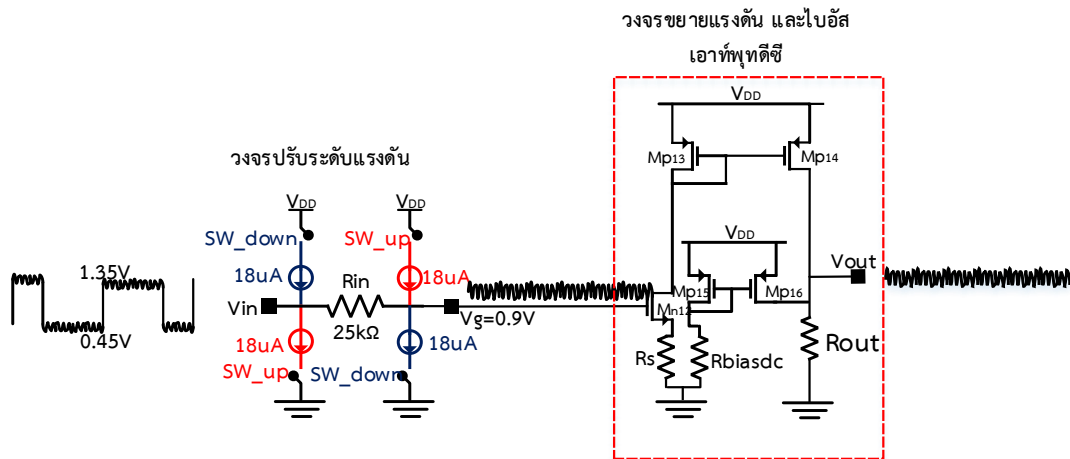 วงจรขยายแรงดัน และไบอัส
เอาท์พุทดีซี
VDD
Mp13
Mp14
วงจรปรับระดับแรงดัน
VDD
VDD
SW_down
SW_up
VDD
1.35V
18uA
Rin
18uA
Vout
Vin
Mp15
Mp16
Mn12
Vg=0.9V
25kΩ
0.45V
18uA
18uA
Rs
Rbiasdc
Rout
SW_up
SW_down